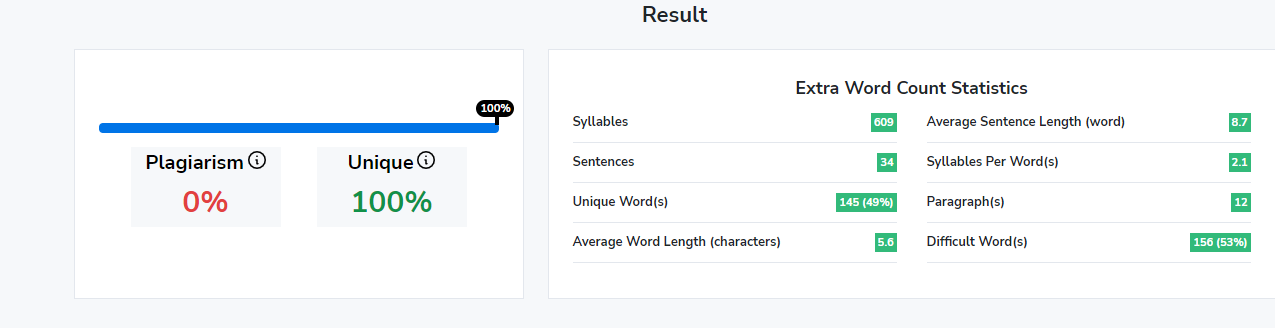 Result
100%
Plagiarism
0%
Unique
100%
Extra Word Count Statistics
Syllables 609
Average Sentence Length (word) 8.7
Sentences 34
Syllables Per Word(s) 2.1
Unique Word(s) 145 (49%)
Paragraph(s) 12
Average Word Length (characters) 5.6
Difficult Word(s) 156 (53%)